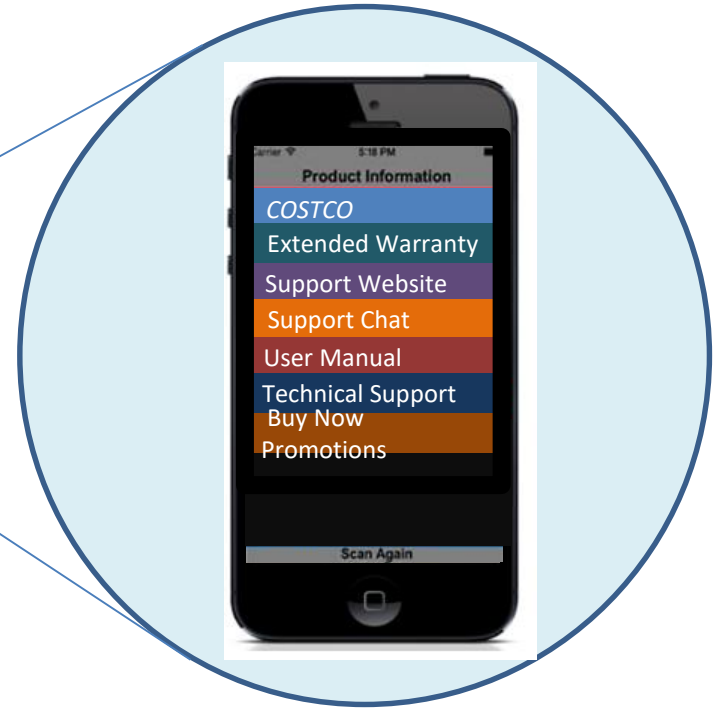 Carrier 5:18 PM
Product Information
COSTCO
Extended Warranty
Support Website
Support Chat
User Manual
Technical Support
Buy Now
Promotions
Scan Again